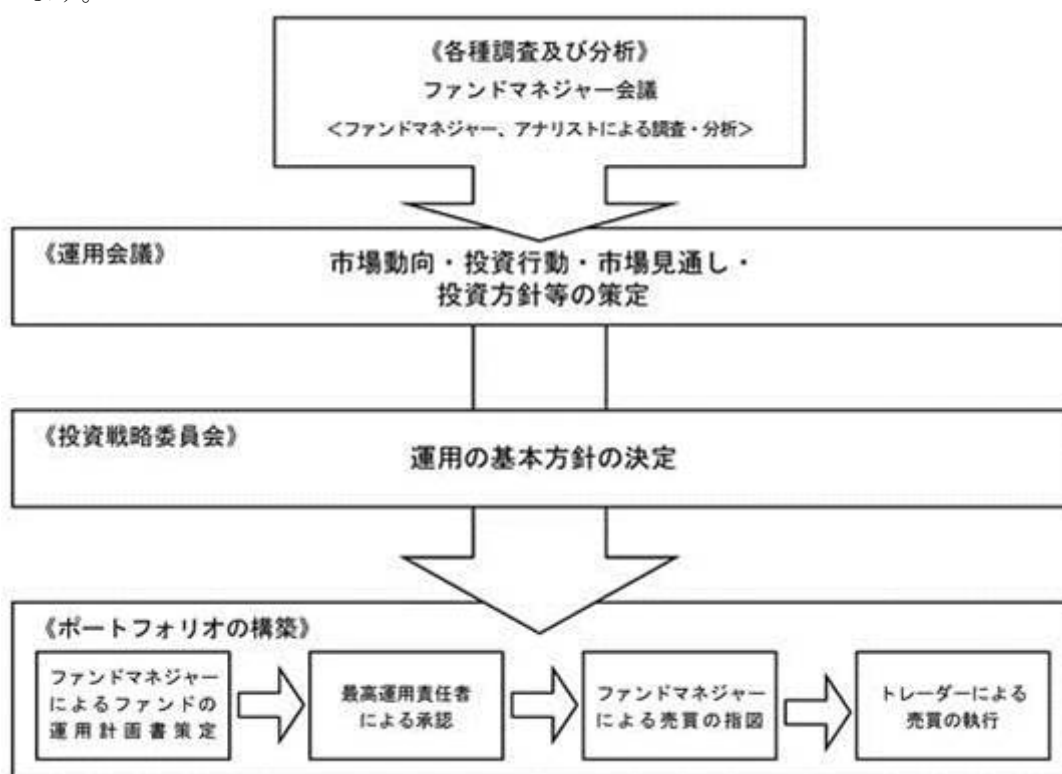 《各種調査及び分析》
ファンドマネジャー会議
<ファンドマネジャー、アナリストによる調査・分析>
《運用会議》
市場動向・投資行動・市場見通し・
投資方針等の策定
《投資戦略委員会》
運用の基本方針の決定
《ポートフォリオの構築》
ファンドマネジャー
によるファンドの
運用計画書策定
最高運用責任者
による承認
ファンドマネジャー
による売買の指図
トレーダーによる
売買の執行